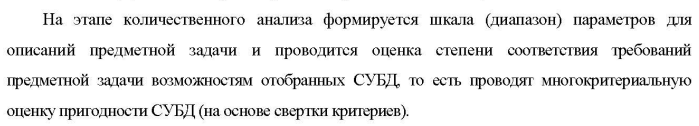 На этапе количественного анализа формируется шкала (диапазон) параметров для
описаний предметной задачи и проводится оценка степени соответствия требований
предметной задачи возможностям отобранных СУБД, то есть проводят многокритериальную
оценку пригодности СУБД (на основе свертки критериев).